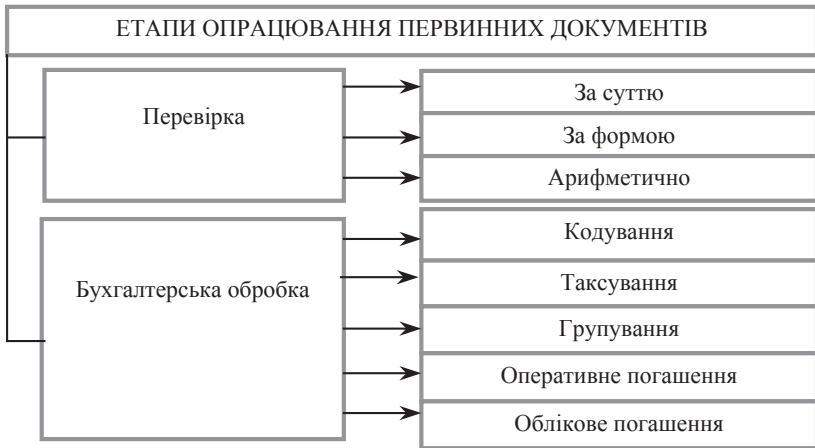 ЕТАПИ ОПРАЦЮВАННЯ ПЕРВИННИХ ДОКУМЕНТІВ
Перевірка
За суттю
За формою
Арифметично
Бухгалтерська обробка
Кодування
Таксування
Групування
Оперативне погашення
Облікове погашення